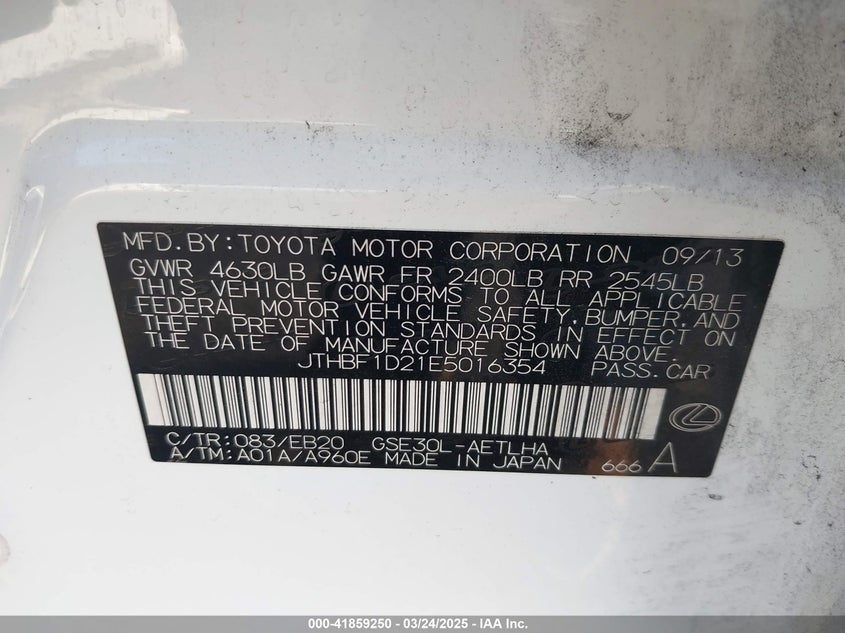 MFD.BY:TOYOTA MOTOR CORPORATION 09/13
GVWR 4630LB GAWR FR 2400LB RR 2545LB
THIS VEHICLE CONFORMS TO ALL APPLICABLE
FEDERAL MOTOR VEHICLE SAFETY,BUMPER,AND
THEFT PREVENTION STANDARDS IN EFFECT ON
THE DATE OF MANUFACTURE SHOWN ABOVE.
JTHBF1D21E5016354 PASS.CAR
C/TR:083/EB20 GSE30L-AETLHA
A/TM:A01A/A960E MADE IN JAPAN 666 A
000-41859250 - 03/24/2025 - IAA Inc.